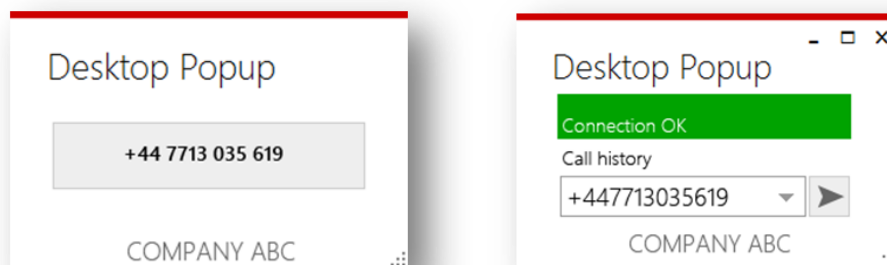 Desktop Popup
+44 7713 035 619
COMPANY ABC
Desktop Popup
Connection OK
Call history
+447713035619
COMPANY ABC